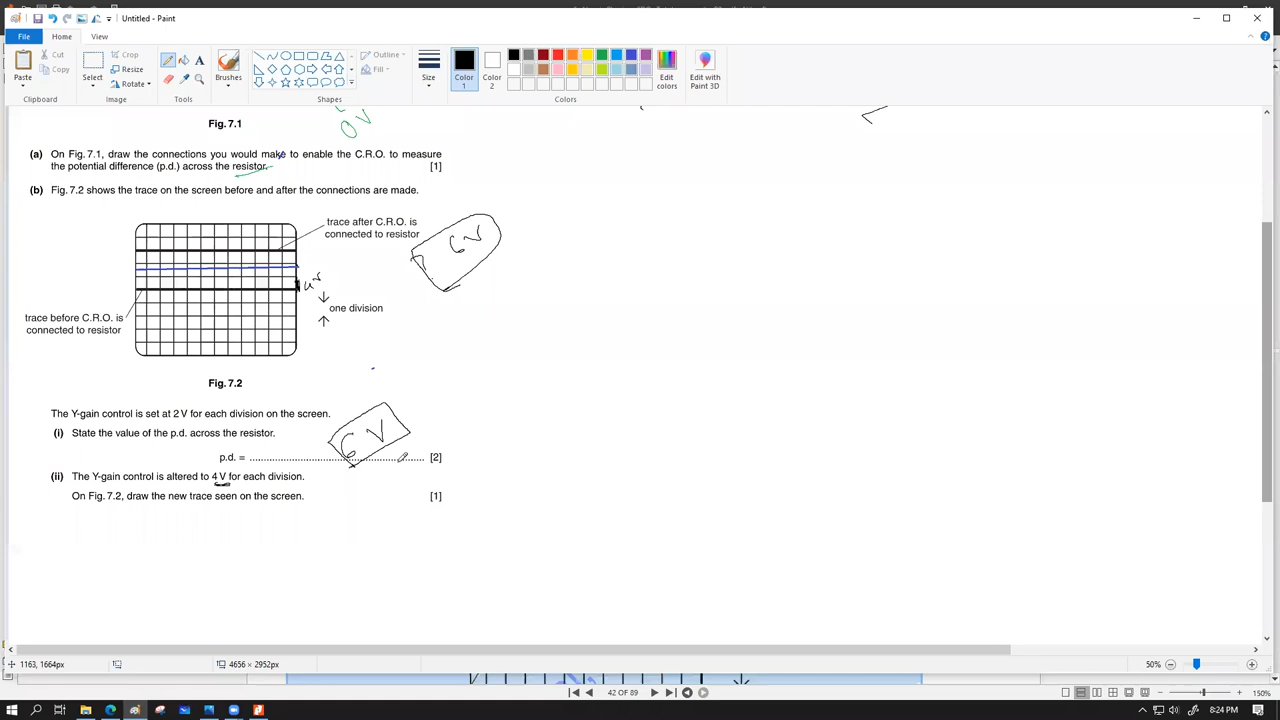 Untitled - Paint
File Home View
Paste Cut Copy
Select Crop Resize Rotate
Brushes
Outline Fill
Size
Color 1
Color 2
Edit colors
Edit with Paint 3D
Clipboard Image Tools Shapes Colors
0 V
Fig. 7.1
(a) On Fig. 7.1, draw the connections you would make to enable the C.R.O. to measure
the potential difference (p.d.) across the resistor. [1]
(b) Fig. 7.2 shows the trace on the screen before and after the connections are made.
trace after C.R.O. is
connected to resistor
6V
4V
one division
trace before C.R.O. is
connected to resistor
Fig. 7.2
The Y-gain control is set at 2 V for each division on the screen.
(i) State the value of the p.d. across the resistor.
6 V
p.d. = ........................................................ [2]
(ii) The Y-gain control is altered to 4 V for each division.
On Fig. 7.2, draw the new trace seen on the screen. [1]
1163, 1664px
4656 × 2952px
50%
42 OF 89
150%
8:24 PM